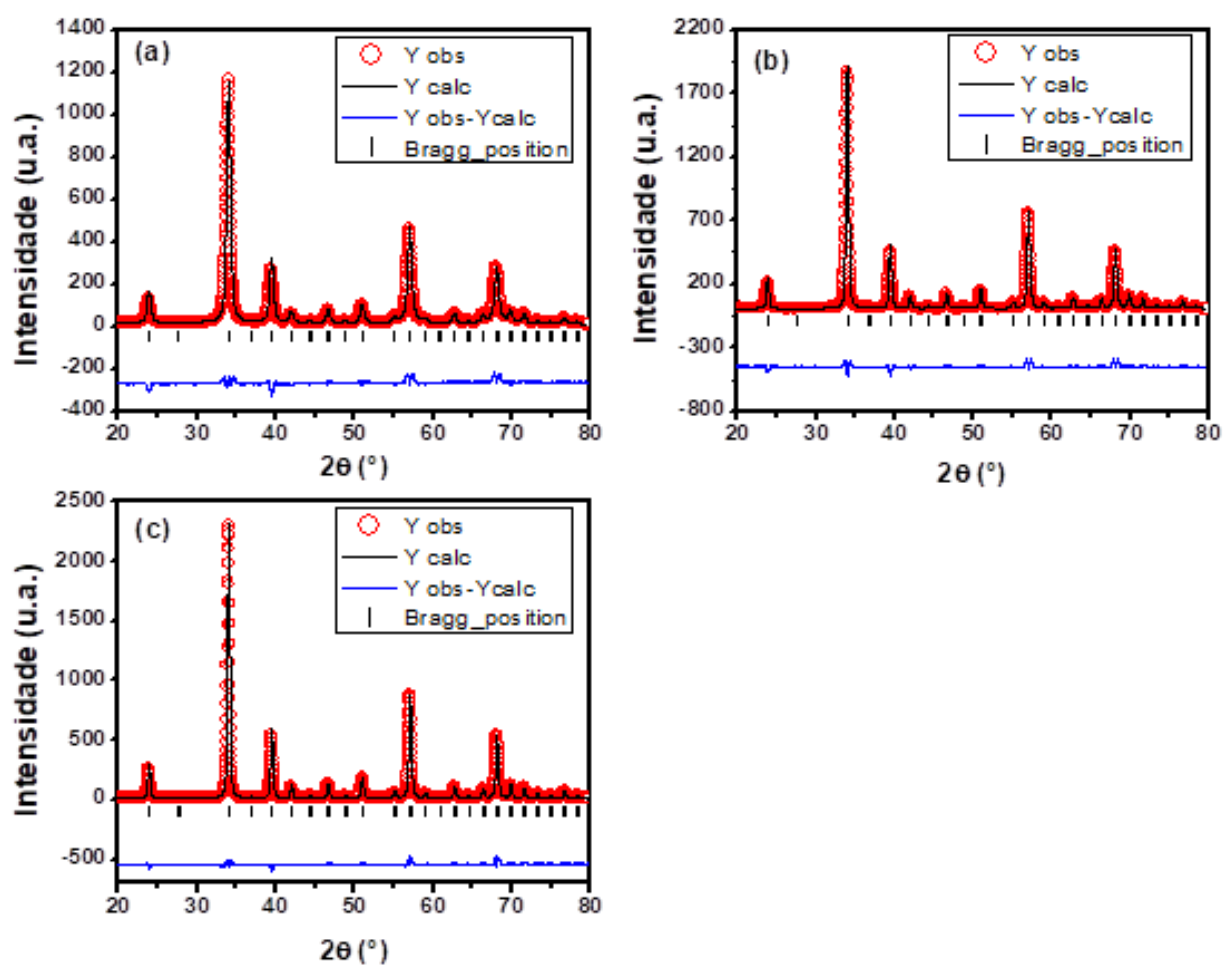 (a)
Y obs
Y calc
Y obs-Ycalc
Bragg_position
1400
1200
1000
800
600
400
200
0
-200
-400
Intensidade (u.a.)
20 30 40 50 60 70 80
2θ (°)
(b)
Y obs
Y calc
Y obs-Ycalc
Bragg_position
2200
1700
1200
700
200
-300
-800
Intensidade (u.a.)
20 30 40 50 60 70 80
2θ (°)
(c)
Y obs
Y calc
Y obs-Ycalc
Bragg_position
2500
2000
1500
1000
500
0
-500
Intensidade (u.a.)
20 30 40 50 60 70 80
2θ (°)